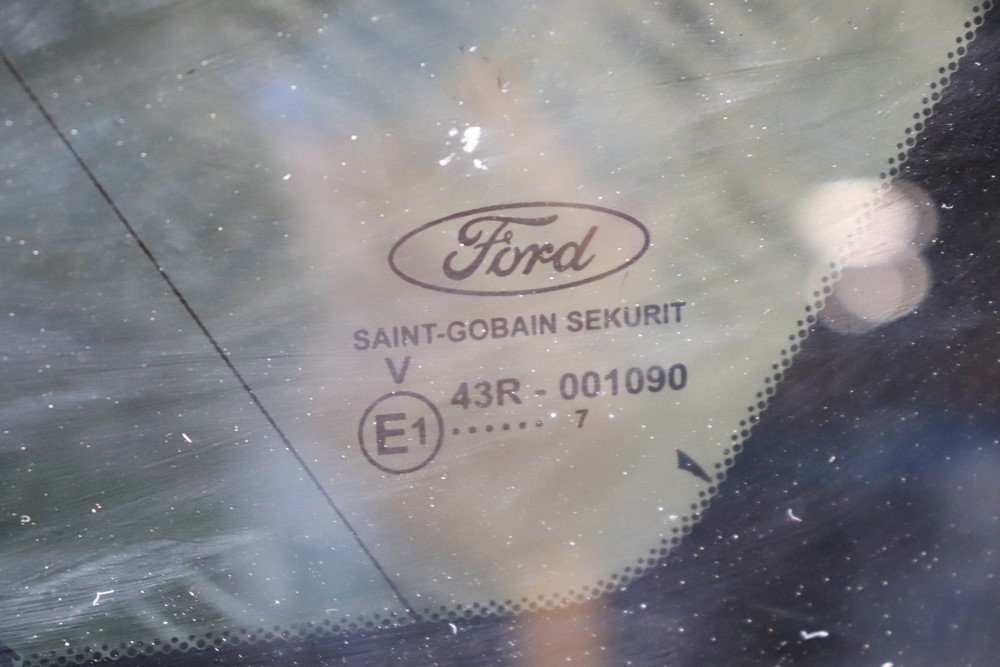 Ford
SAINT-GOBAIN SEKURIT
V
43R - 001090
E1 ...... 7